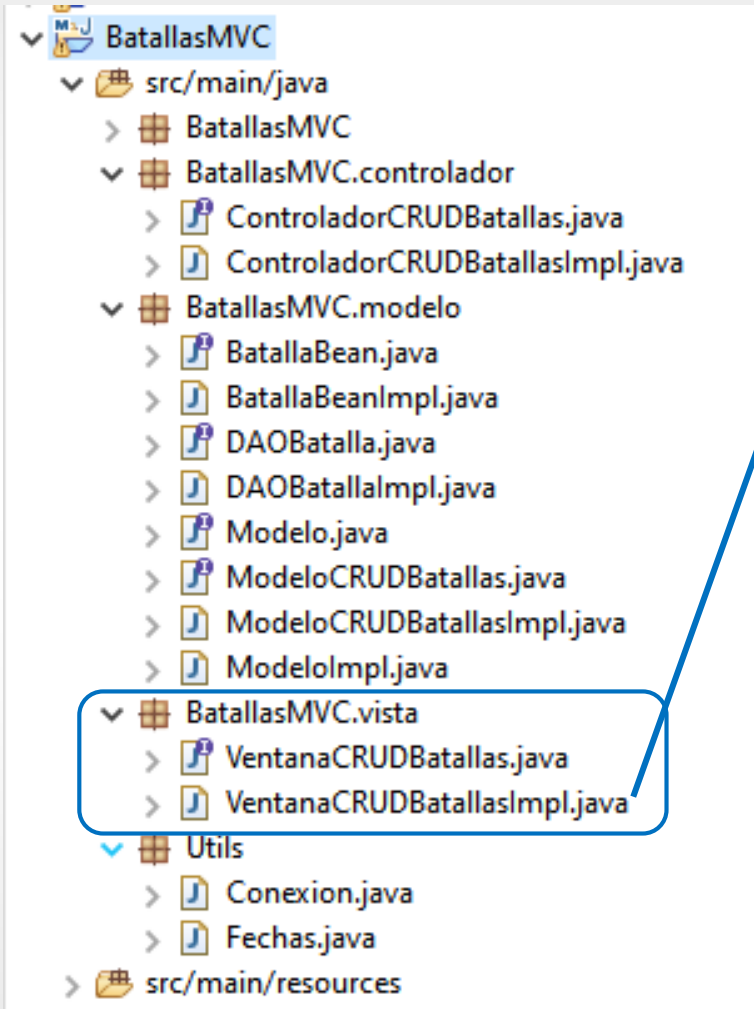 BatallasMVC
src/main/java
BatallasMVC
BatallasMVC.controlador
ControladorCRUDBatallas.java
ControladorCRUDBatallasImpl.java
BatallasMVC.modelo
BatallaBean.java
BatallaBeanImpl.java
DAOBatalla.java
DAOBatallaImpl.java
Modelo.java
ModeloCRUDBatallas.java
ModeloCRUDBatallasImpl.java
ModeloImpl.java
BatallasMVC.vista
VentanaCRUDBatallas.java
VentanaCRUDBatallasImpl.java
Utils
Conexion.java
Fechas.java
src/main/resources